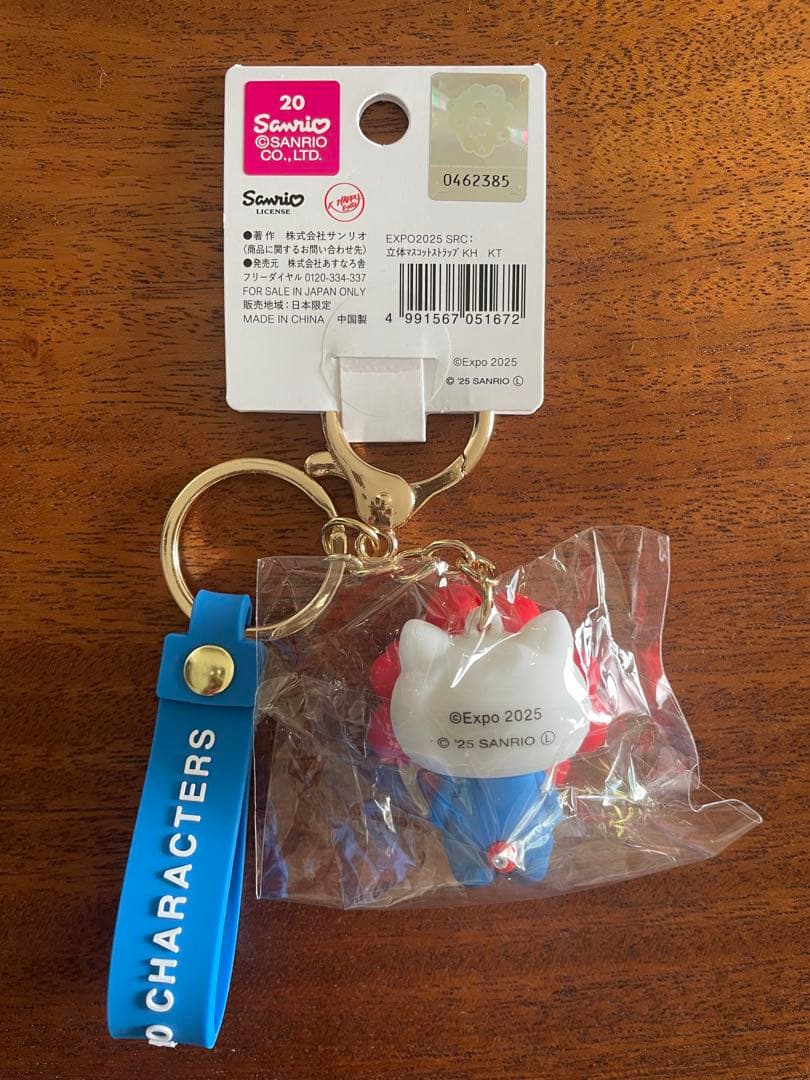 20
Sanrio
©SANRIO
CO.,LTD.
0462385
Sanrio
LICENSE
●著作 株式会社サンリオ
〈商品に関するお問い合わせ先〉
●発売元 株式会社あすなろ舎
フリーダイヤル 0120-334-337
FOR SALE IN JAPAN ONLY
販売地域:日本限定
MADE IN CHINA 中国製
EXPO2025 SRC:
立体マスコットストラップKH KT
4 991567 051672
©Expo 2025
© '25 SANRIO Ⓛ
©Expo 2025
© '25 SANRIO Ⓛ
CHARACTERS